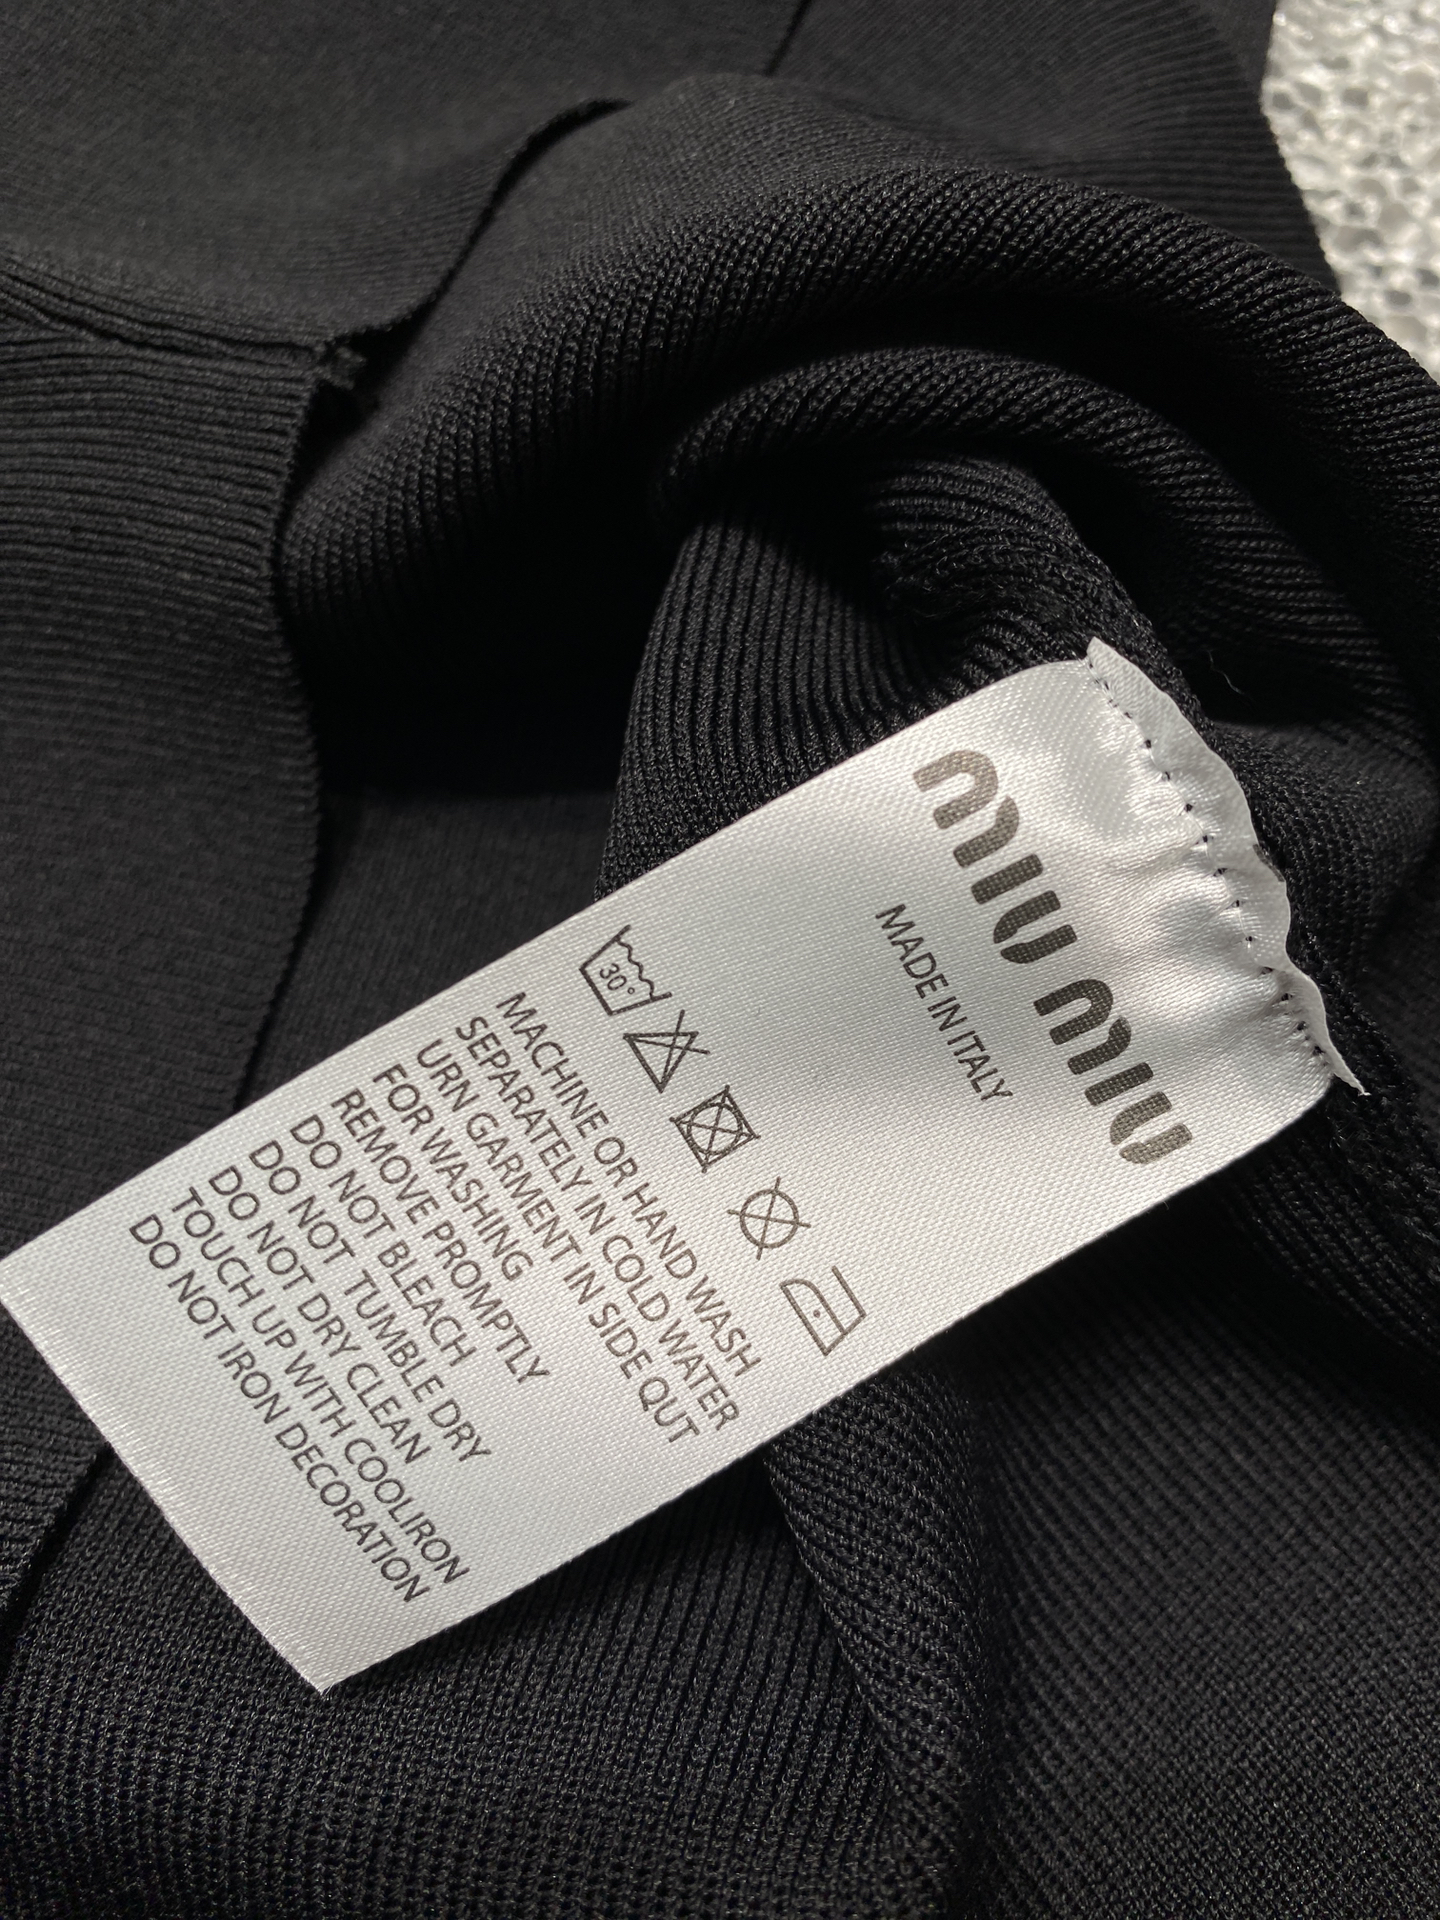 miu miu
MADE IN ITALY
30°
MACHINE OR HAND WASH
SEPARATELY IN COLD WATER
URN GARMENT IN SIDE QUT
FOR WASHING
REMOVE PROMPTLY
DO NOT BLEACH
DO NOT TUMBLE DRY
DO NOT DRY CLEAN
TOUCH UP WITH COOLIRON
DO NOT IRON DECORATION